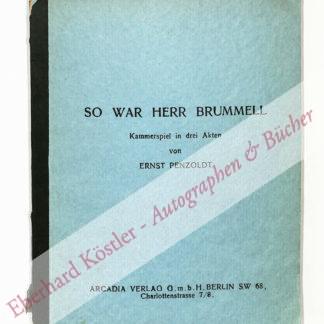 SO WAR HERR BRUMMELL
Kammerspiel in drei Akten
von
ERNST PENZOLDT
Eberhard Köstler - Autographen & Bücher
ARCADIA VERLAG G.m.b.H. BERLIN SW 68,
Charlottenstrasse 7/8.